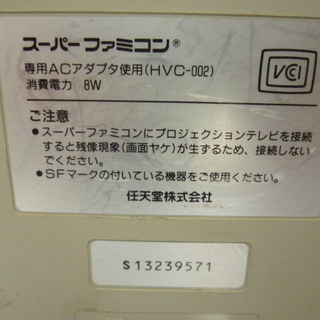 スーパーファミコン®
専用ACアダプタ使用(HVC-002)
消費電力 8W
VCI
ご注意
●スーパーファミコンにプロジェクションテレビを接続
すると残像現象(画面ヤケ)が生ずるため、接続しない
でください。
●SFマークの付いている機器をご使用ください。
任天堂株式会社
S13239571